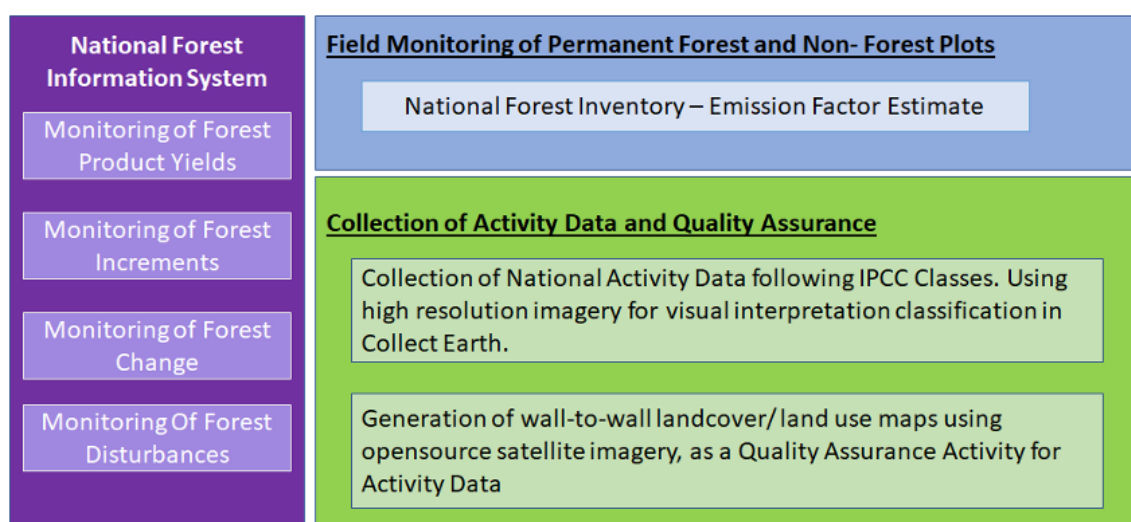 National Forest
Information System
Monitoring of Forest
Product Yields
Monitoring of Forest
Increments
Monitoring of Forest
Change
Monitoring Of Forest
Disturbances
Field Monitoring of Permanent Forest and Non- Forest Plots
National Forest Inventory – Emission Factor Estimate
Collection of Activity Data and Quality Assurance
Collection of National Activity Data following IPCC Classes. Using
high resolution imagery for visual interpretation classification in
Collect Earth.
Generation of wall-to-wall landcover/ land use maps using
opensource satellite imagery, as a Quality Assurance Activity for
Activity Data